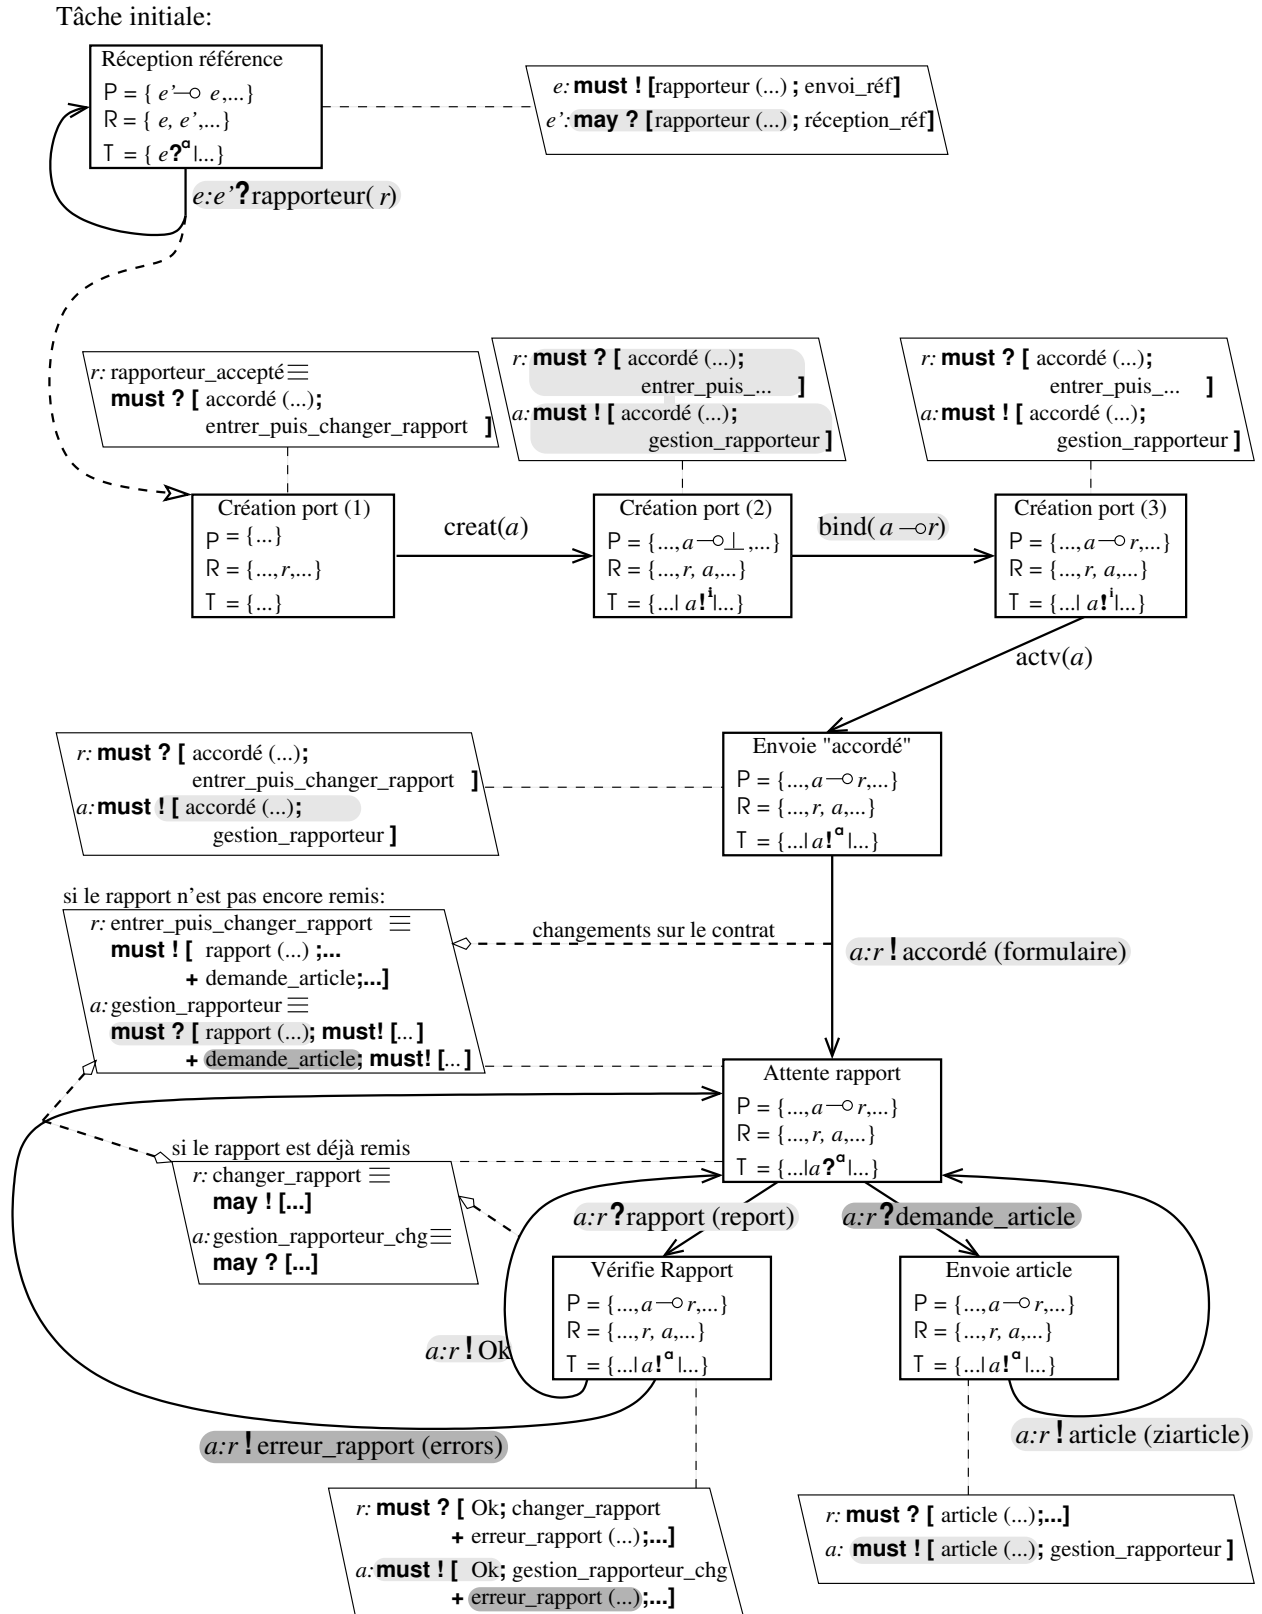 Tâche initiale:
Réception référence
P = { e'⊸ e,...}
R = { e, e',...}
T = { e?ᵃ |...}
e: must ! [rapporteur (...) ; envoi_réf]
e': may ? [rapporteur (...) ; réception_réf]
e:e' ? rapporteur( r)
r: rapporteur_accepté ≡
must ? [ accordé (...);
entrer_puis_changer_rapport ]
r: must ? [ accordé (...);
entrer_puis_... ]
a: must ! [ accordé (...);
gestion_rapporteur ]
r: must ? [ accordé (...);
entrer_puis_... ]
a: must ! [ accordé (...);
gestion_rapporteur ]
Création port (1)
P = {...}
R = {...,r,...}
T = {...}
creat(a)
Création port (2)
P = {...,a⊸⊥,...}
R = {...,r, a,...}
T = {...| a!ⁱ|...}
bind( a⊸r)
Création port (3)
P = {...,a⊸ r,...}
R = {...,r, a,...}
T = {...| a!ⁱ|...}
actv(a)
r: must ? [ accordé (...);
entrer_puis_changer_rapport ]
a: must ! [ accordé (...);
gestion_rapporteur ]
Envoie "accordé"
P = {...,a⊸ r,...}
R = {...,r, a,...}
T = {...| a!ᵃ |...}
si le rapport n'est pas encore remis:
r: entrer_puis_changer_rapport ≡
must ! [ rapport (...) ;...
+ demande_article;...]
a: gestion_rapporteur ≡
must ? [ rapport (...); must! [...]
+ demande_article; must! [...]
changements sur le contrat
a:r ! accordé (formulaire)
Attente rapport
P = {...,a⊸ r,...}
R = {...,r, a,...}
T = {...|a?ᵃ |...}
si le rapport est déjà remis
r: changer_rapport ≡
may ! [...]
a: gestion_rapporteur_chg ≡
may ? [...]
a:r ? rapport (report)
a:r ? demande_article
Vérifie Rapport
P = {...,a⊸ r,...}
R = {...,r, a,...}
T = {...| a!ᵃ |...}
Envoie article
P = {...,a⊸ r,...}
R = {...,r, a,...}
T = {...| a!ᵃ |...}
a:r ! Ok
a:r ! erreur_rapport (errors)
a:r ! article (ziarticle)
r: must ? [ Ok; changer_rapport
+ erreur_rapport (...);...]
a: must ! [ Ok; gestion_rapporteur_chg
+ erreur_rapport (...);...]
r: must ? [ article (...);...]
a: must ! [ article (...); gestion_rapporteur ]